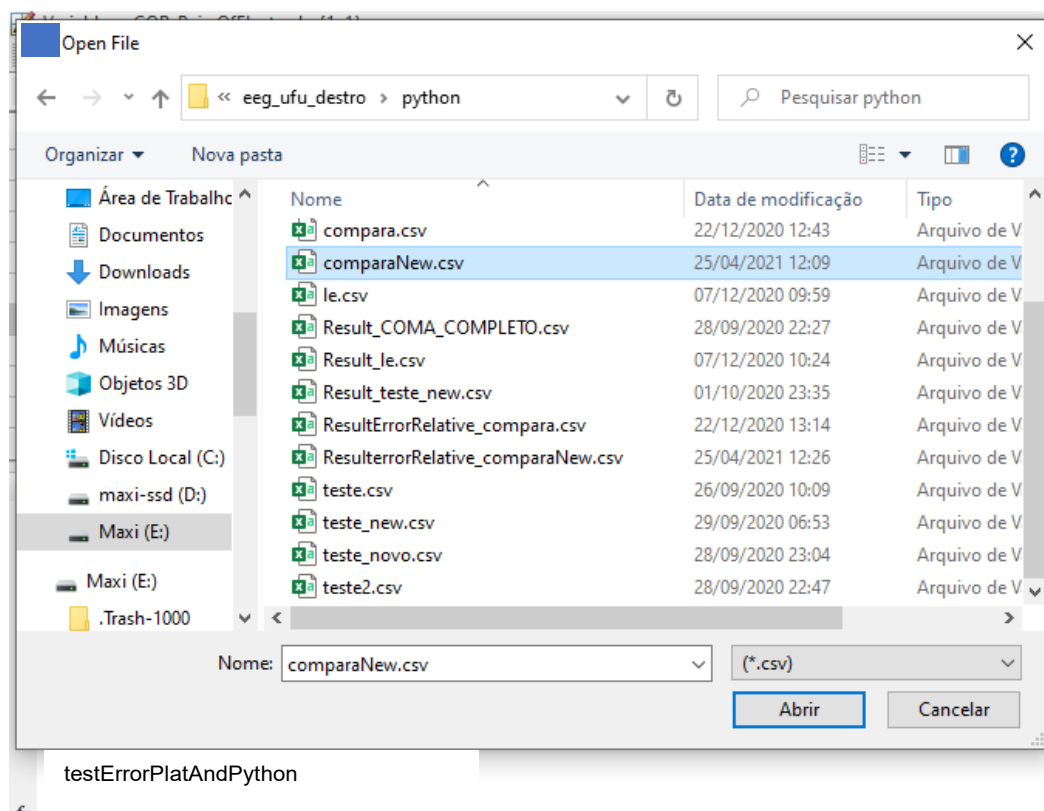 Open File
« eeg_ufu_destro › python
Pesquisar python
Organizar
Nova pasta
Nome
Data de modificação
Tipo
Área de Trabalhc
Documentos
Downloads
Imagens
Músicas
Objetos 3D
Vídeos
Disco Local (C:)
maxi-ssd (D:)
Maxi (E:)
Maxi (E:)
.Trash-1000
compara.csv 22/12/2020 12:43 Arquivo de V
comparaNew.csv 25/04/2021 12:09 Arquivo de V
le.csv 07/12/2020 09:59 Arquivo de V
Result_COMA_COMPLETO.csv 28/09/2020 22:27 Arquivo de V
Result_le.csv 07/12/2020 10:24 Arquivo de V
Result_teste_new.csv 01/10/2020 23:35 Arquivo de V
ResultErrorRelative_compara.csv 22/12/2020 13:14 Arquivo de V
ResulterrorRelative_comparaNew.csv 25/04/2021 12:26 Arquivo de V
teste.csv 26/09/2020 10:09 Arquivo de V
teste_new.csv 29/09/2020 06:53 Arquivo de V
teste_novo.csv 28/09/2020 23:04 Arquivo de V
teste2.csv 28/09/2020 22:47 Arquivo de V
Nome: comparaNew.csv
(*.csv)
Abrir
Cancelar
testErrorPlatAndPython